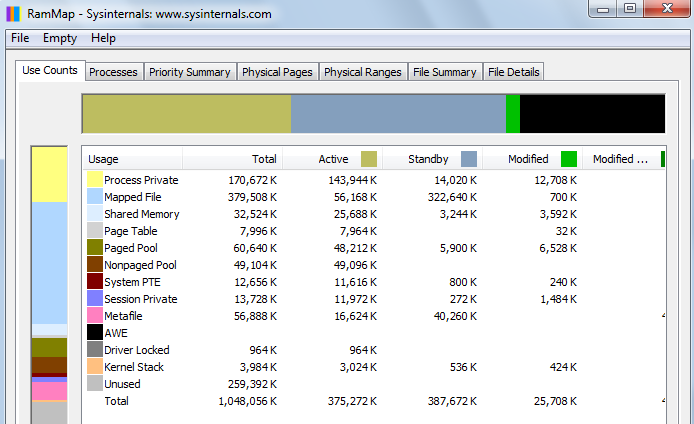 RamMap - Sysinternals: www.sysinternals.com
File Empty Help
Use Counts Processes Priority Summary Physical Pages Physical Ranges File Summary File Details
Usage Total Active Standby Modified Modified ...
Process Private 170,672 K 143,944 K 14,020 K 12,708 K
Mapped File 379,508 K 56,168 K 322,640 K 700 K
Shared Memory 32,524 K 25,688 K 3,244 K 3,592 K
Page Table 7,996 K 7,964 K 32 K
Paged Pool 60,640 K 48,212 K 5,900 K 6,528 K
Nonpaged Pool 49,104 K 49,096 K
System PTE 12,656 K 11,616 K 800 K 240 K
Session Private 13,728 K 11,972 K 272 K 1,484 K
Metafile 56,888 K 16,624 K 40,260 K
AWE
Driver Locked 964 K 964 K
Kernel Stack 3,984 K 3,024 K 536 K 424 K
Unused 259,392 K
Total 1,048,056 K 375,272 K 387,672 K 25,708 K